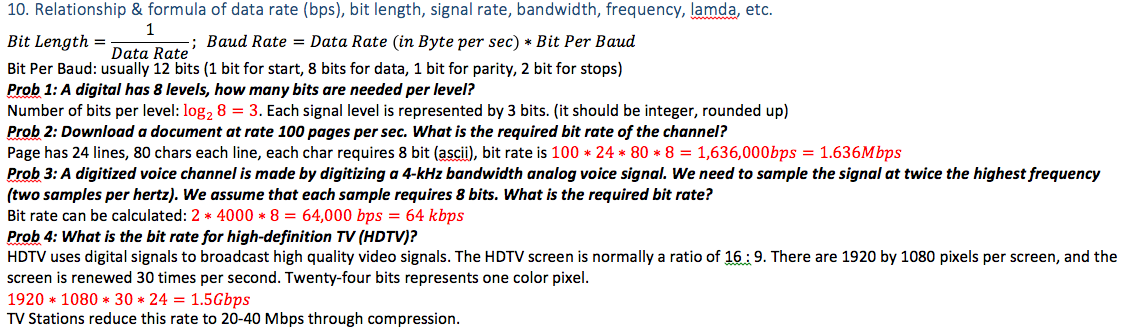 10. Relationship & formula of data rate (bps), bit length, signal rate, bandwidth, frequency, lamda, etc.
Bit Length = 1 / Data Rate ; Baud Rate = Data Rate (in Byte per sec) * Bit Per Baud
Bit Per Baud: usually 12 bits (1 bit for start, 8 bits for data, 1 bit for parity, 2 bit for stops)
Prob 1: A digital has 8 levels, how many bits are needed per level?
Number of bits per level: log₂ 8 = 3. Each signal level is represented by 3 bits. (it should be integer, rounded up)
Prob 2: Download a document at rate 100 pages per sec. What is the required bit rate of the channel?
Page has 24 lines, 80 chars each line, each char requires 8 bit (ascii), bit rate is 100 * 24 * 80 * 8 = 1,636,000bps = 1.636Mbps
Prob 3: A digitized voice channel is made by digitizing a 4-kHz bandwidth analog voice signal. We need to sample the signal at twice the highest frequency
(two samples per hertz). We assume that each sample requires 8 bits. What is the required bit rate?
Bit rate can be calculated: 2 * 4000 * 8 = 64,000 bps = 64 kbps
Prob 4: What is the bit rate for high-definition TV (HDTV)?
HDTV uses digital signals to broadcast high quality video signals. The HDTV screen is normally a ratio of 16 : 9. There are 1920 by 1080 pixels per screen, and the
screen is renewed 30 times per second. Twenty-four bits represents one color pixel.
1920 * 1080 * 30 * 24 = 1.5Gbps
TV Stations reduce this rate to 20-40 Mbps through compression.